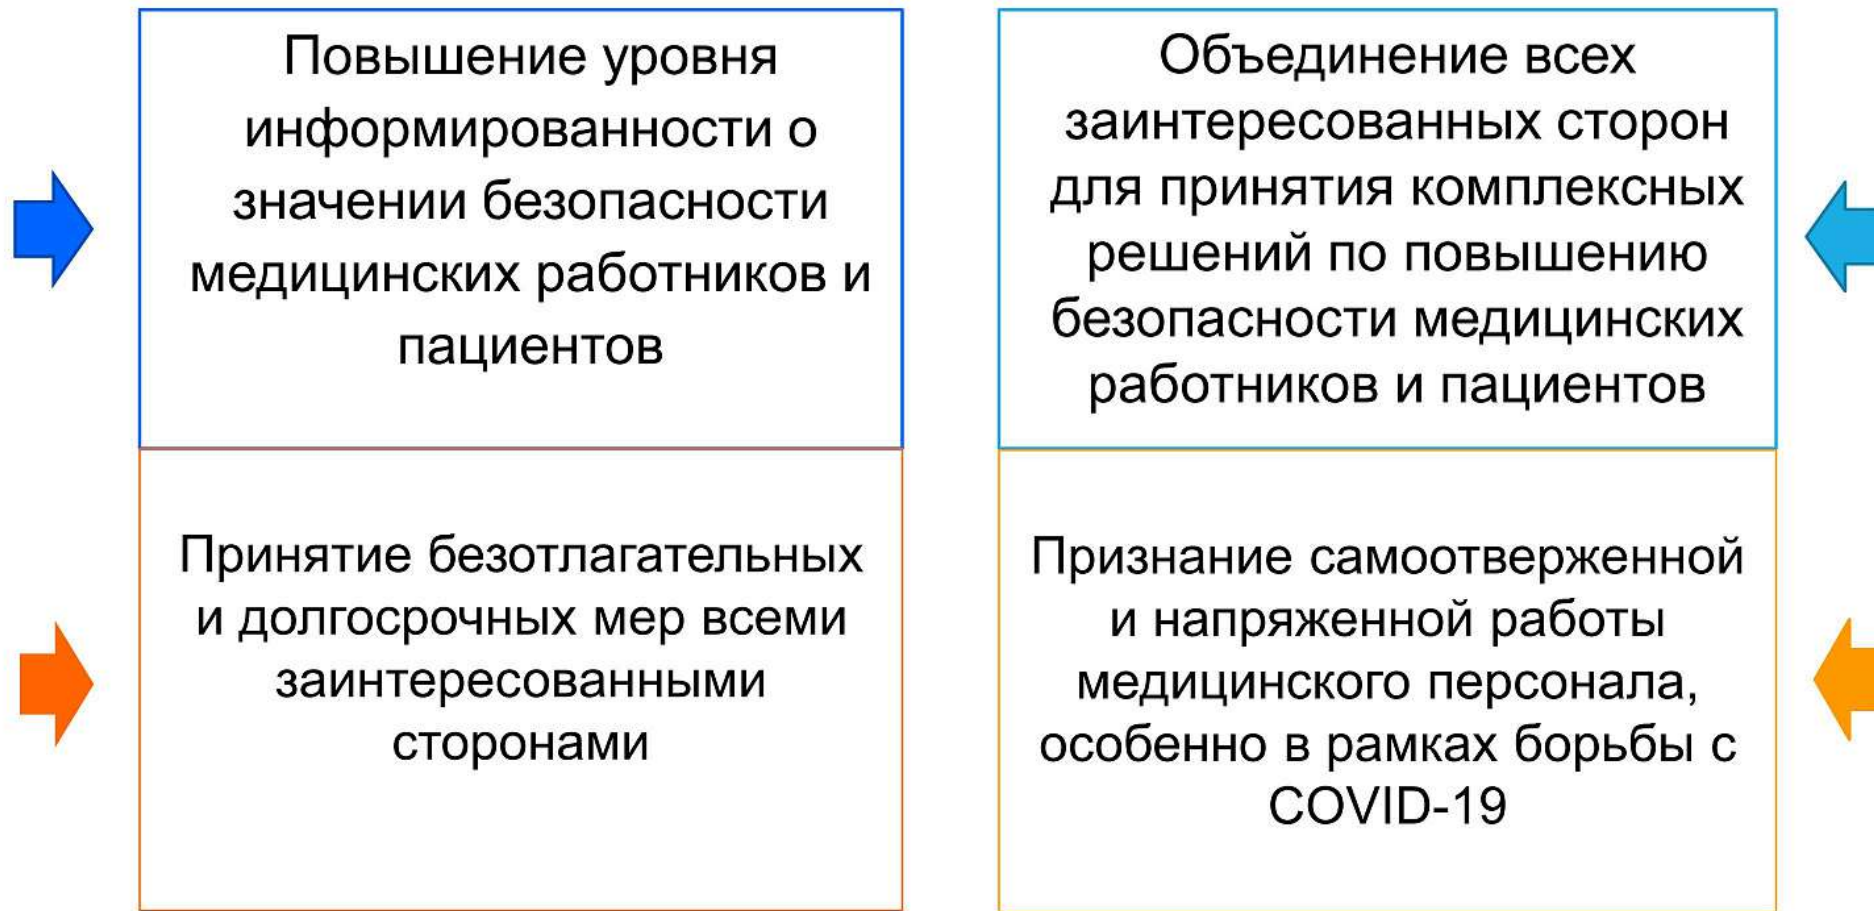 Повышение уровня
информированности о
значении безопасности
медицинских работников и
пациентов
Объединение всех
заинтересованных сторон
для принятия комплексных
решений по повышению
безопасности медицинских
работников и пациентов
Принятие безотлагательных
и долгосрочных мер всеми
заинтересованными
сторонами
Признание самоотверженной
и напряженной работы
медицинского персонала,
особенно в рамках борьбы с
COVID-19